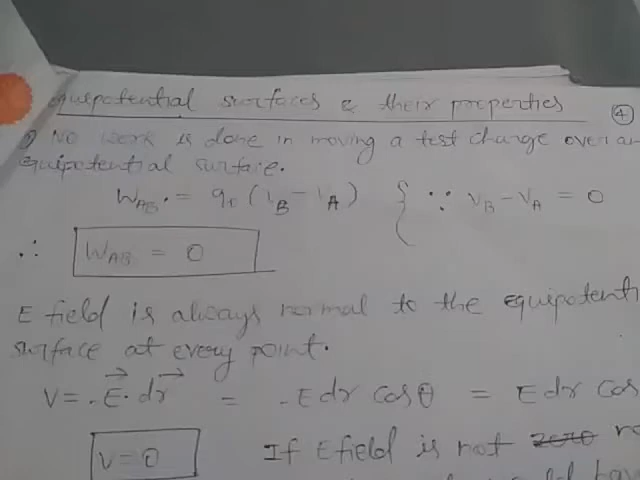 equipotential surfaces & their properties
4
1) No work is done in moving a test charge over an
equipotential surface.
WAB = q₀ (VB - VA) { ∵ VB - VA = 0
∴ WAB = 0
E field is always normal to the equipotenti
surface at every point.
V = - E⃗ . dr⃗ = - E dr cos θ = E dr cos
V = 0 If E field is not zero no